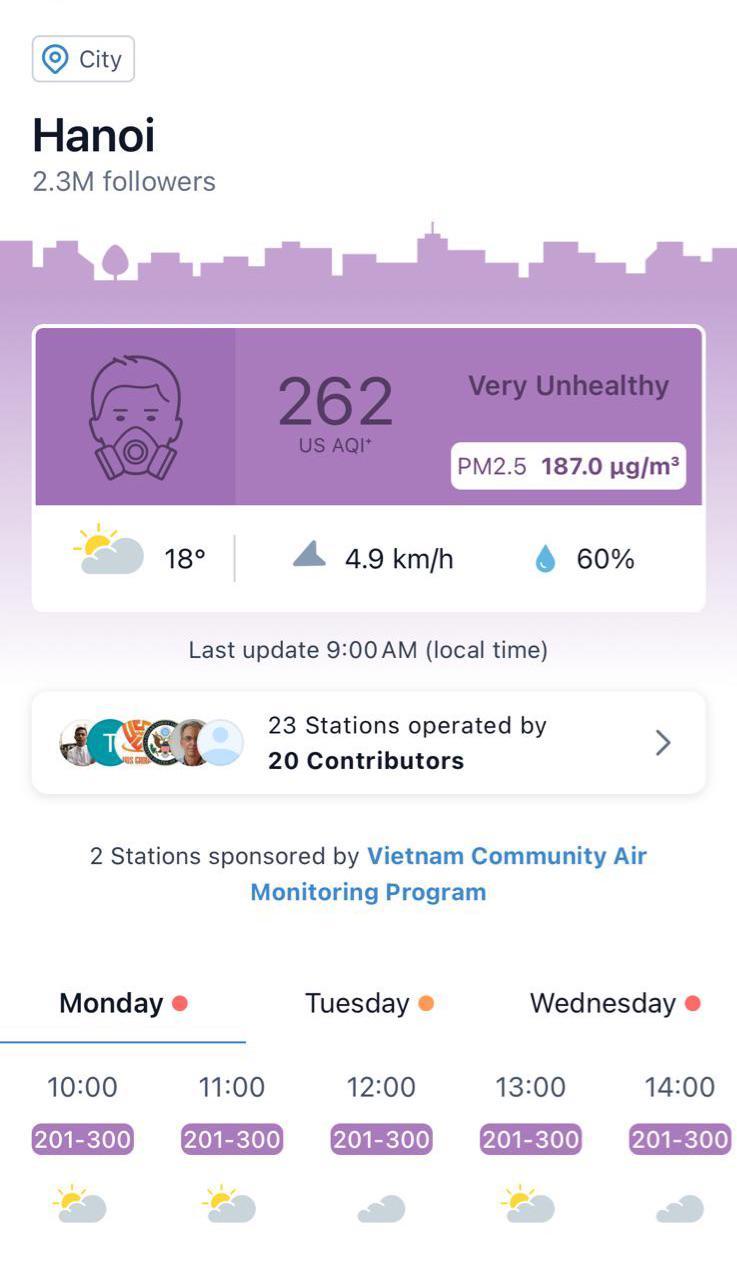 City
Hanoi
2.3M followers
262
US AQI⁺
Very Unhealthy
PM2.5 187.0 µg/m³
18°
4.9 km/h
60%
Last update 9:00 AM (local time)
T
23 Stations operated by
20 Contributors
2 Stations sponsored by Vietnam Community Air
Monitoring Program
Monday
Tuesday
Wednesday
10:00 11:00 12:00 13:00 14:00
201-300 201-300 201-300 201-300 201-300